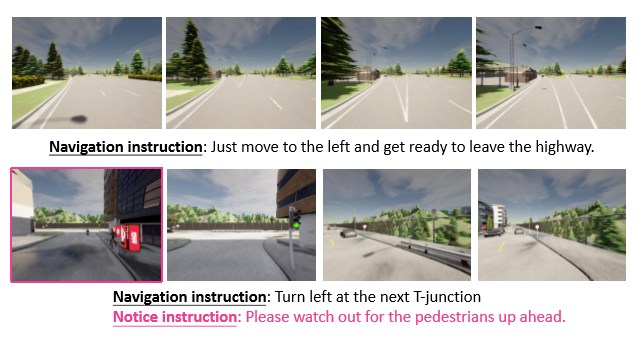 Navigation instruction: Just move to the left and get ready to leave the highway.
Navigation instruction: Turn left at the next T-junction
Notice instruction: Please watch out for the pedestrians up ahead.